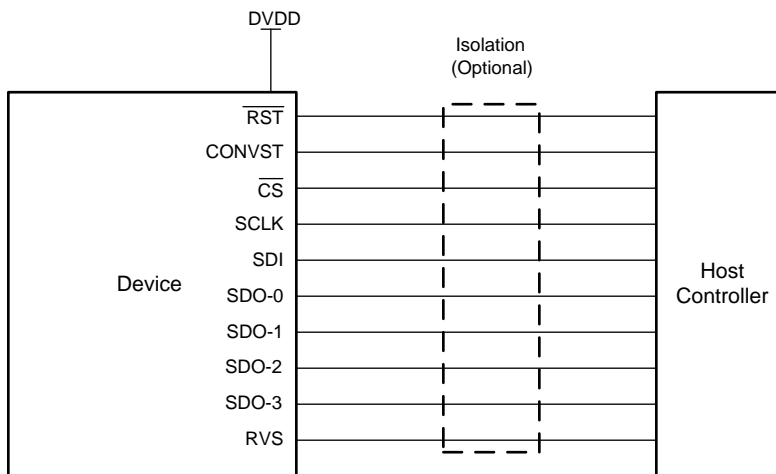 DVDD
Isolation
(Optional)
RST
CONVST
CS
SCLK
SDI
SDO-0
SDO-1
SDO-2
SDO-3
RVS
Device
Host
Controller